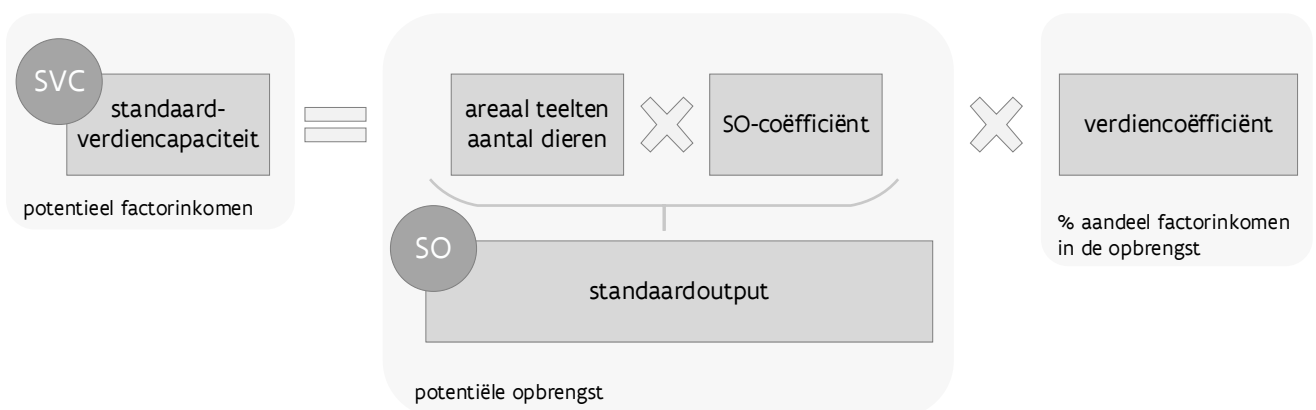 SVC
standaard-
verdiencapaciteit
potentieel factorinkomen
areaal teelten
aantal dieren
SO-coëfficiënt
SO
standaardoutput
potentiële opbrengst
verdiencoëfficiënt
% aandeel factorinkomen
in de opbrengst